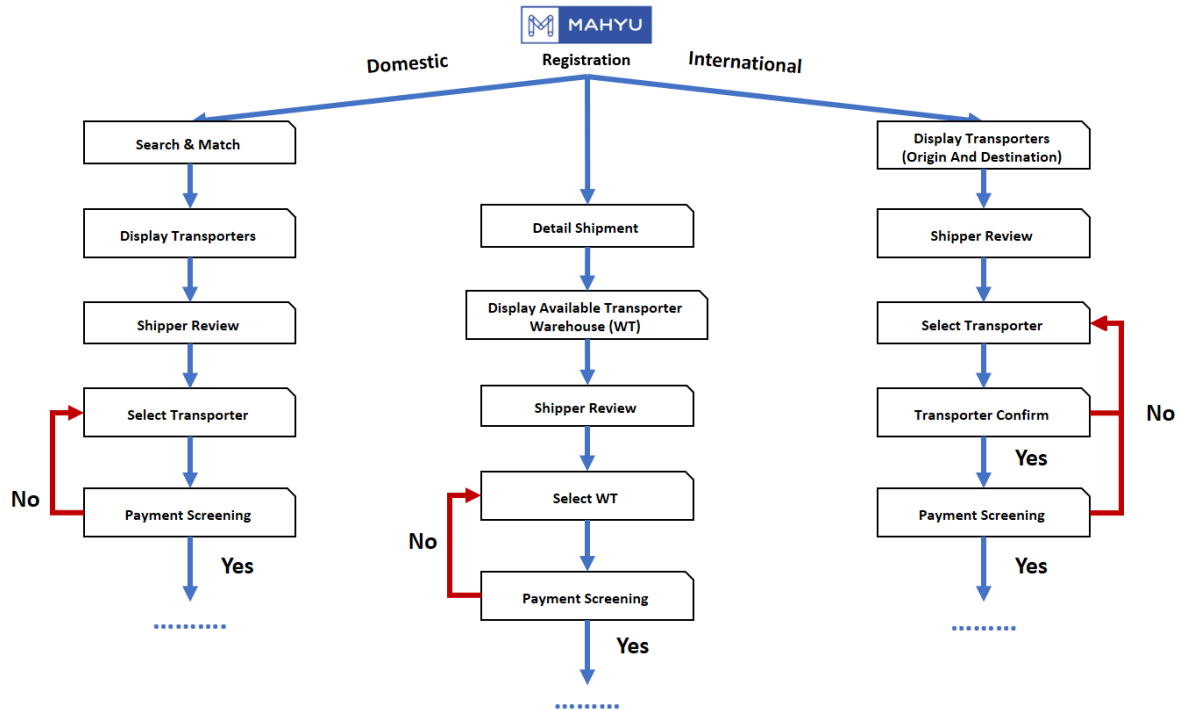 MAHYU
Registration
Domestic
International
Search & Match
Display Transporters
Shipper Review
Select Transporter
No
Payment Screening
Yes
..........
Detail Shipment
Display Available Transporter
Warehouse (WT)
Shipper Review
Select WT
No
Payment Screening
Yes
.........
Display Transporters
(Origin And Destination)
Shipper Review
Select Transporter
Transporter Confirm
No
Yes
Payment Screening
Yes
.........